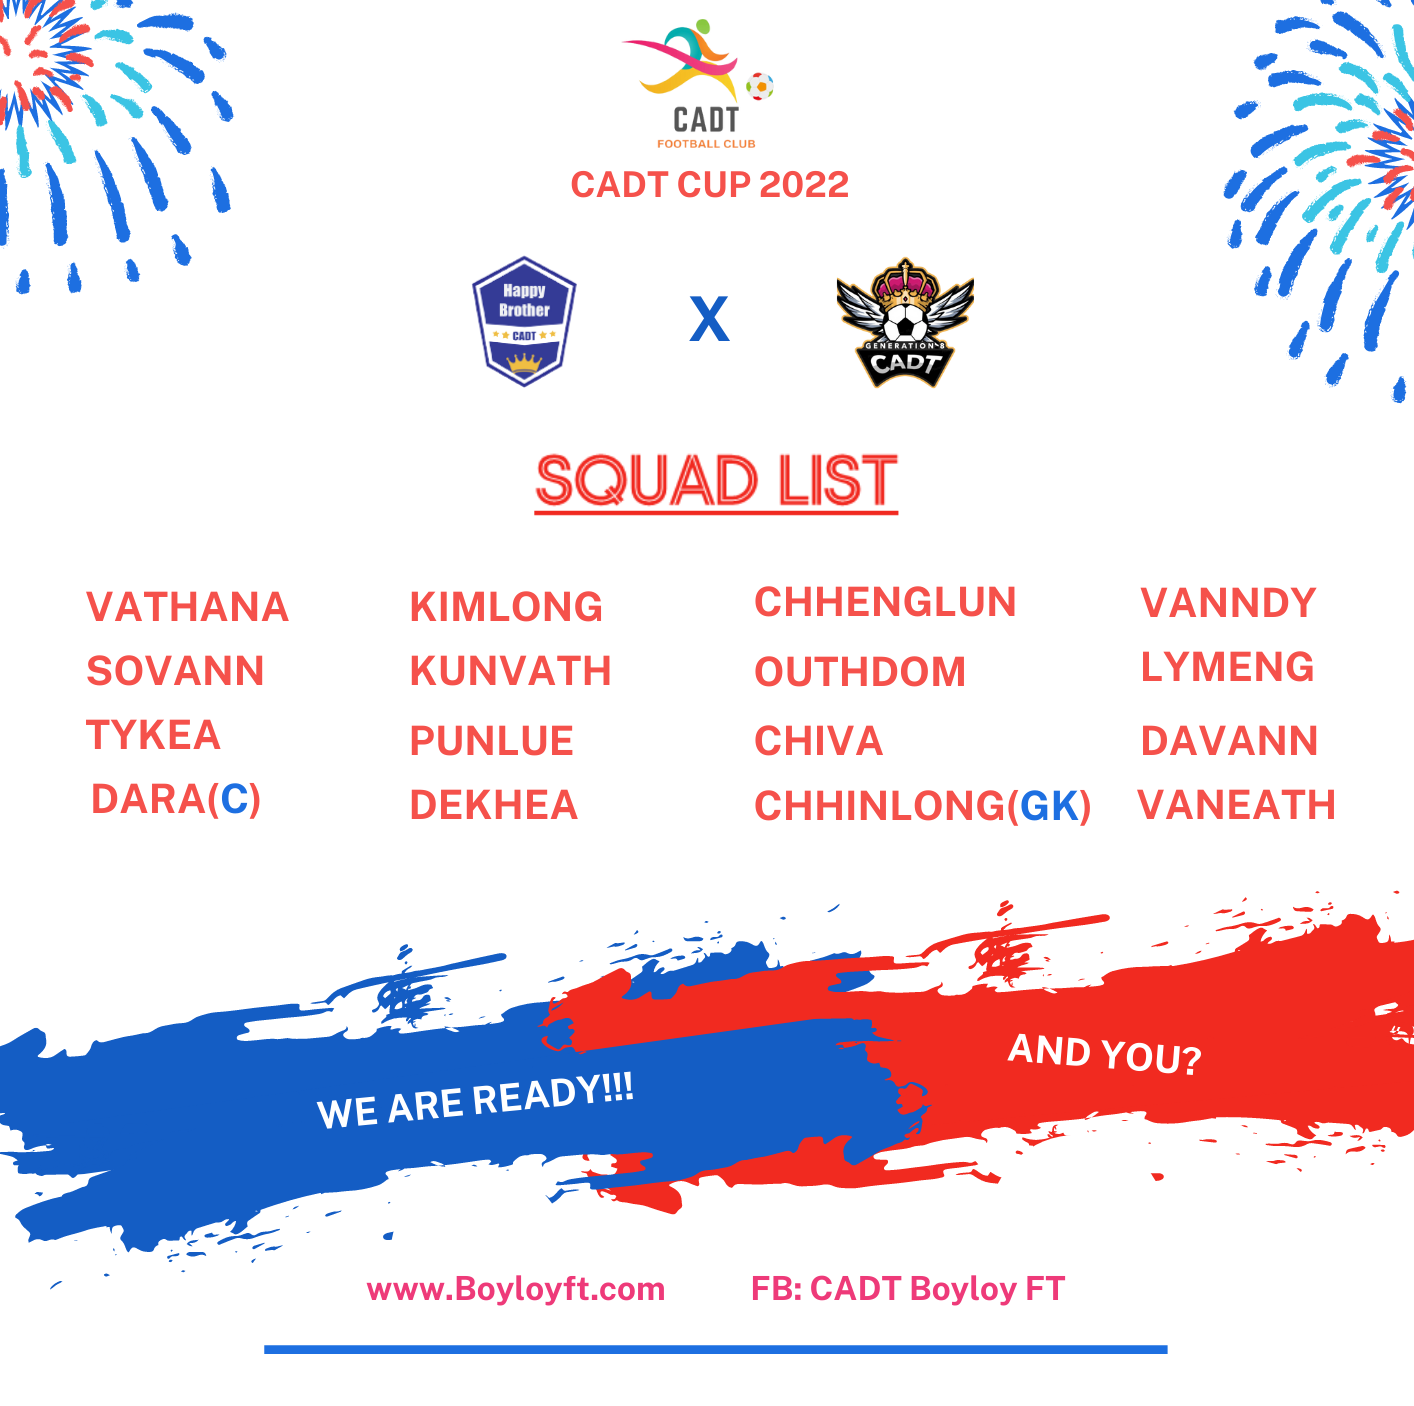 CADT
FOOTBALL CLUB
CADT CUP 2022
Happy
Brother
CADT
X
GENERATION 8
CADT
SQUAD LIST
VATHANA
SOVANN
TYKEA
DARA(C)
KIMLONG
KUNVATH
PUNLUE
DEKHEA
CHHENGLUN
OUTHDOM
CHIVA
CHHINLONG(GK)
VANNDY
LYMENG
DAVANN
VANEATH
WE ARE READY!!!
AND YOU?
www.Boyloyft.com
FB: CADT Boyloy FT